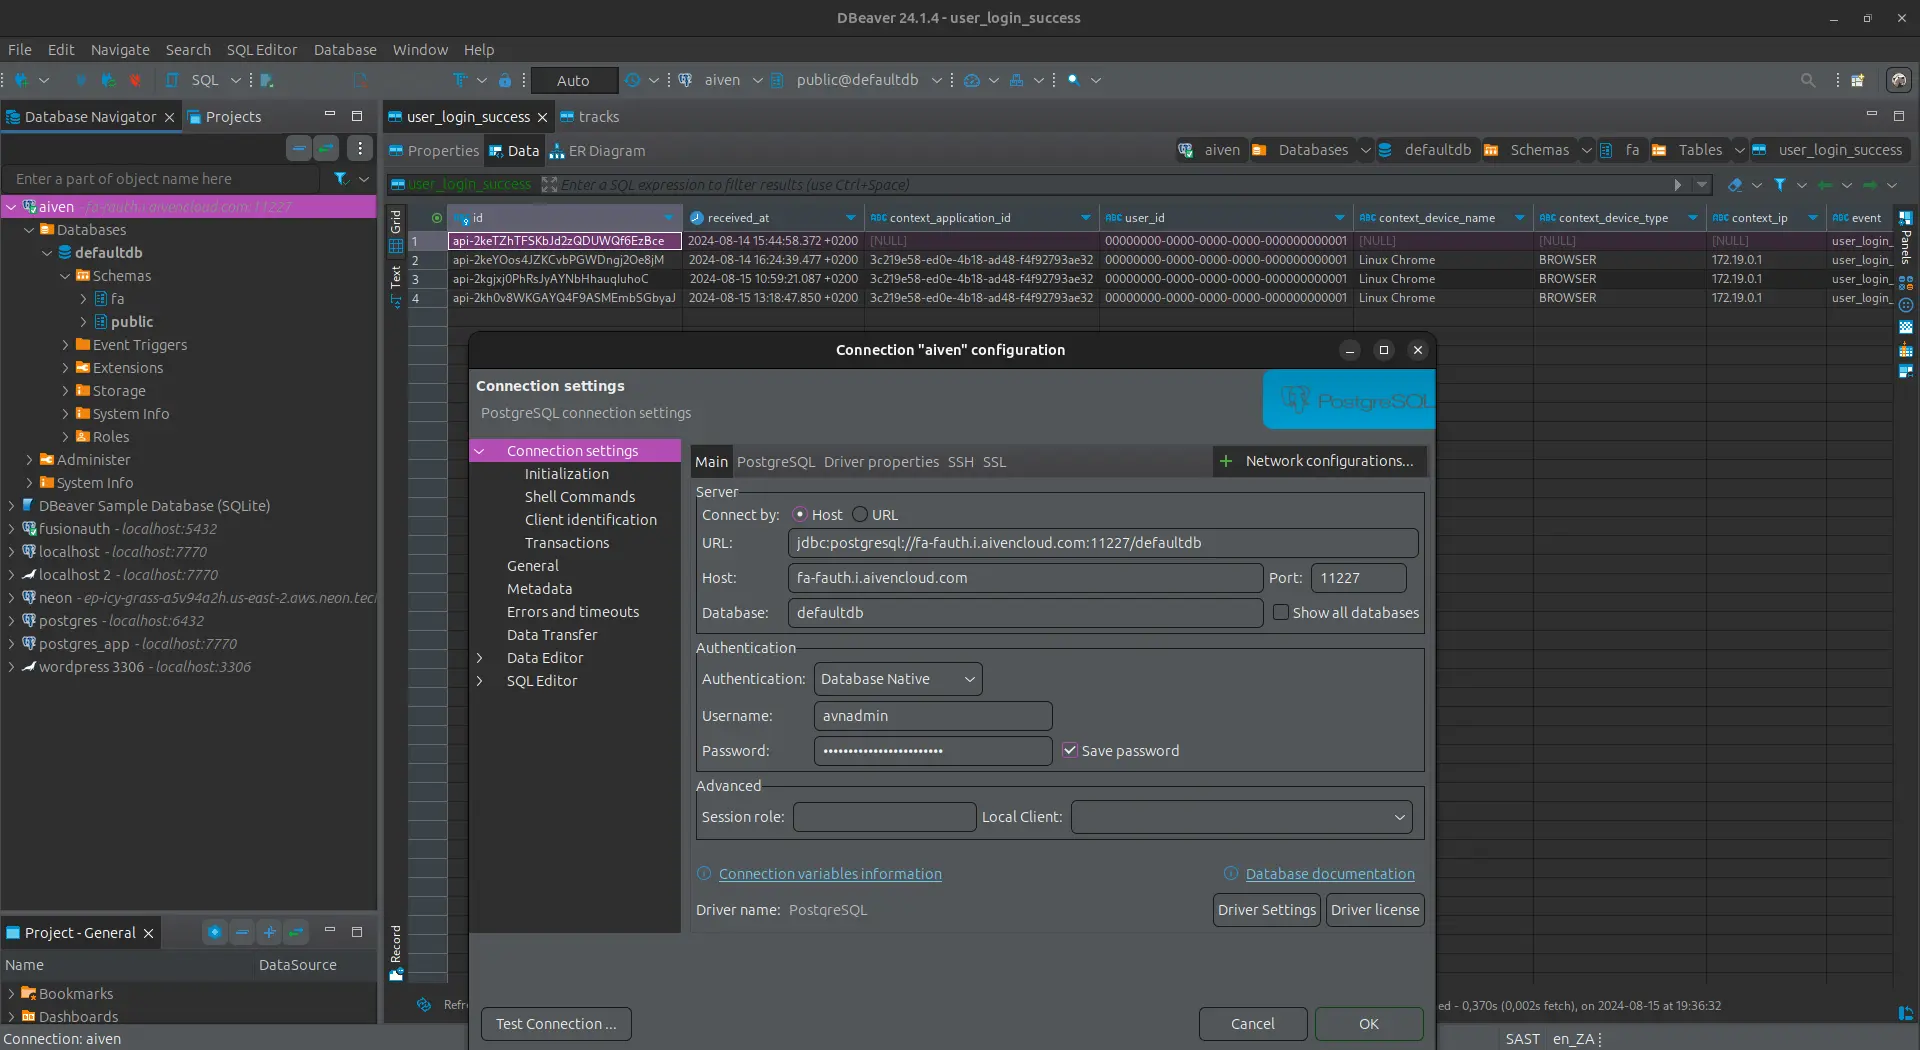 DBeaver 24.1.4 - user_login_success
File Edit Navigate Search SQL Editor Database Window Help
SQL Auto aiven public@defaultdb
Database Navigator Projects
user_login_success tracks
Properties Data ER Diagram
aiven Databases defaultdb Schemas fa Tables user_login_success
Enter a part of object name here
user_login_success Enter a SQL expression to filter results (use Ctrl+Space)
aiven - fa-fauth.i.aivencloud.com:11227
Databases
defaultdb
Schemas
fa
public
Event Triggers
Extensions
Storage
System Info
Roles
Administer
System Info
DBeaver Sample Database (SQLite)
fusionauth - localhost:5432
localhost - localhost:7770
localhost 2 - localhost:7770
neon - ep-icy-grass-a5v94a2h.us-east-2.aws.neon.tech
postgres - localhost:6432
postgres_app - localhost:7770
wordpress 3306 - localhost:3306
Grid
Text
Record
Panels
id received_at context_application_id user_id context_device_name context_device_type context_ip event
1 api-2keTZhTFSKbJd2zQDUWQf6EzBce 2024-08-14 15:44:58.372 +0200 [NULL] 00000000-0000-0000-0000-000000000001 [NULL] [NULL] [NULL] user_login_
2 api-2keYOos4JZKCvbPGWDngj2Oe8jM 2024-08-14 16:24:39.477 +0200 3c219e58-ed0e-4b18-ad48-f4f92793ae32 00000000-0000-0000-0000-000000000001 Linux Chrome BROWSER 172.19.0.1 user_login_
3 api-2kgjxj0PhRsJyAYNbHhauqluhoC 2024-08-15 10:59:21.087 +0200 3c219e58-ed0e-4b18-ad48-f4f92793ae32 00000000-0000-0000-0000-000000000001 Linux Chrome BROWSER 172.19.0.1 user_login_
4 api-2kh0v8WKGAYQ4F9ASMEmbSGbyaJ 2024-08-15 13:18:47.850 +0200 3c219e58-ed0e-4b18-ad48-f4f92793ae32 00000000-0000-0000-0000-000000000001 Linux Chrome BROWSER 172.19.0.1 user_login_
Connection "aiven" configuration
Connection settings
PostgreSQL connection settings
PostgreSQL
Connection settings
Initialization
Shell Commands
Client identification
Transactions
General
Metadata
Errors and timeouts
Data Transfer
Data Editor
SQL Editor
Main PostgreSQL Driver properties SSH SSL Network configurations...
Server
Connect by: Host URL
URL: jdbc:postgresql://fa-fauth.i.aivencloud.com:11227/defaultdb
Host: fa-fauth.i.aivencloud.com Port: 11227
Database: defaultdb Show all databases
Authentication
Authentication: Database Native
Username: avnadmin
Password: •••••••••••••••••••••••• Save password
Advanced
Session role: Local Client:
Connection variables information Database documentation
Driver name: PostgreSQL Driver Settings Driver license
Test Connection ... Cancel OK
Project - General
Name DataSource
Bookmarks
Dashboards
Refr
ed - 0,370s (0,002s fetch), on 2024-08-15 at 19:36:32
Connection: aiven
SAST en_ZA